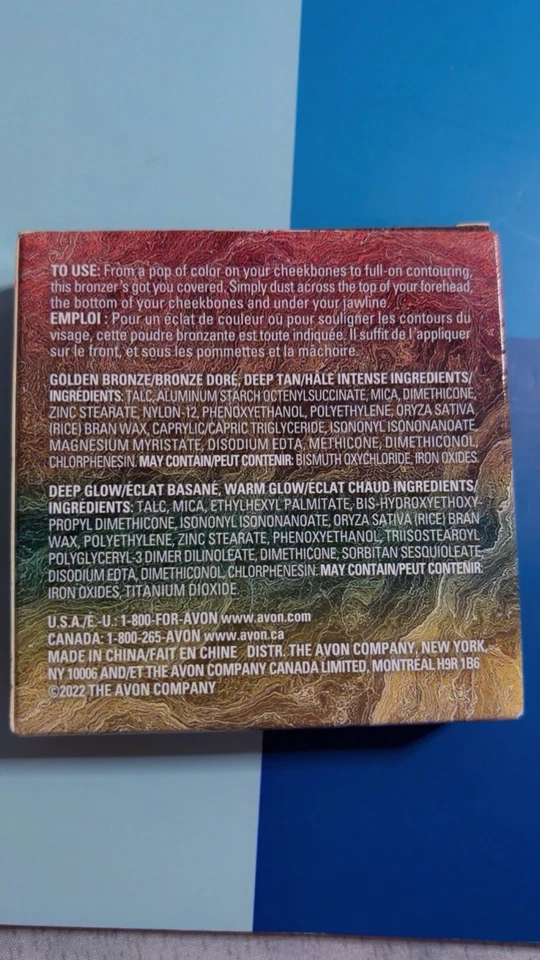 TO USE: From a pop of color on your cheekbones to full-on contouring,
this bronzer's got you covered. Simply dust across the top of your forehead,
the bottom of your cheekbones and under your jawline.
EMPLOI : Pour un éclat de couleur ou pour souligner les contours du
visage, cette poudre bronzante est toute indiquée. Il suffit de l'appliquer
sur le front, et sous les pommettes et la mâchoire.
GOLDEN BRONZE/BRONZE DORÉ, DEEP TAN/HÂLE INTENSE INGREDIENTS/
INGRÉDIENTS: TALC, ALUMINUM STARCH OCTENYLSUCCINATE, MICA, DIMETHICONE,
ZINC STEARATE, NYLON-12, PHENOXYETHANOL, POLYETHYLENE, ORYZA SATIVA
(RICE) BRAN WAX, CAPRYLIC/CAPRIC TRIGLYCERIDE, ISONONYL ISONONANOATE
MAGNESIUM MYRISTATE, DISODIUM EDTA, METHICONE, DIMETHICONOL,
CHLORPHENESIN. MAY CONTAIN/PEUT CONTENIR: BISMUTH OXYCHLORIDE, IRON OXIDES.
DEEP GLOW/ÉCLAT BASANÉ, WARM GLOW/ÉCLAT CHAUD INGREDIENTS/
INGRÉDIENTS: TALC, MICA, ETHYLHEXYL PALMITATE, BIS-HYDROXYETHOXY-
PROPYL DIMETHICONE, ISONONYL ISONONANOATE, ORYZA SATIVA (RICE) BRAN
WAX, POLYETHYLENE, ZINC STEARATE, PHENOXYETHANOL, TRIISOSTEAROYL
POLYGLYCERYL-3 DIMER DILINOLEATE, DIMETHICONE, SORBITAN SESQUIOLEATE,
DISODIUM EDTA, DIMETHICONOL, CHLORPHENESIN. MAY CONTAIN/PEUT CONTENIR:
IRON OXIDES, TITANIUM DIOXIDE.
U.S.A./É.-U.: 1-800-FOR-AVON www.avon.com
CANADA: 1-800-265-AVON www.avon.ca
MADE IN CHINA/FAIT EN CHINE DISTR. THE AVON COMPANY, NEW YORK,
NY 10006 AND/ET THE AVON COMPANY CANADA LIMITED, MONTRÉAL H9R 1B6
©2022 THE AVON COMPANY